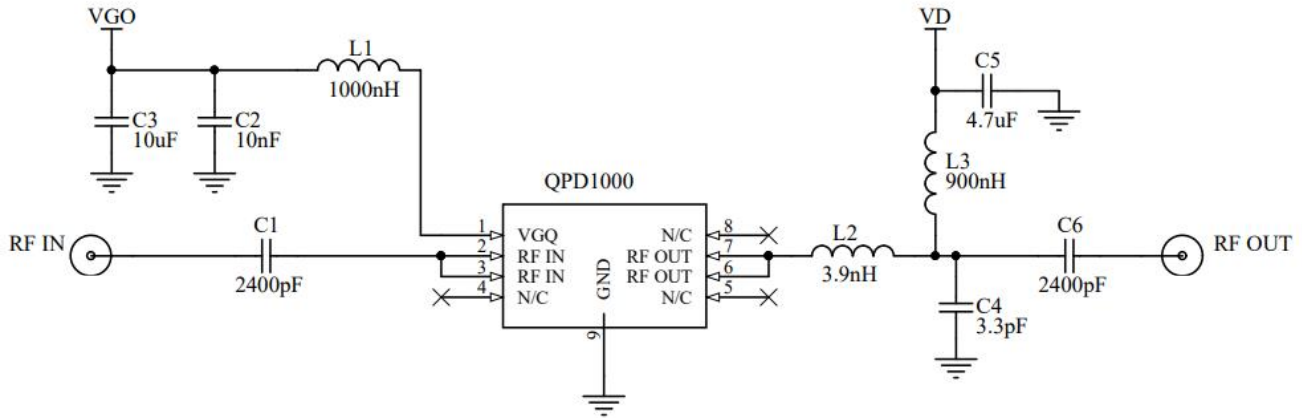 VGO
VD
L1
1000nH
C5
4.7uF
C3
10uF
C2
10nF
L3
900nH
QPD1000
RF IN
C1
2400pF
1
VGQ
2
RF IN
3
RF IN
4
N/C
GND
9
N/C
8
RF OUT
7
RF OUT
6
N/C
5
L2
3.9nH
C4
3.3pF
C6
2400pF
RF OUT